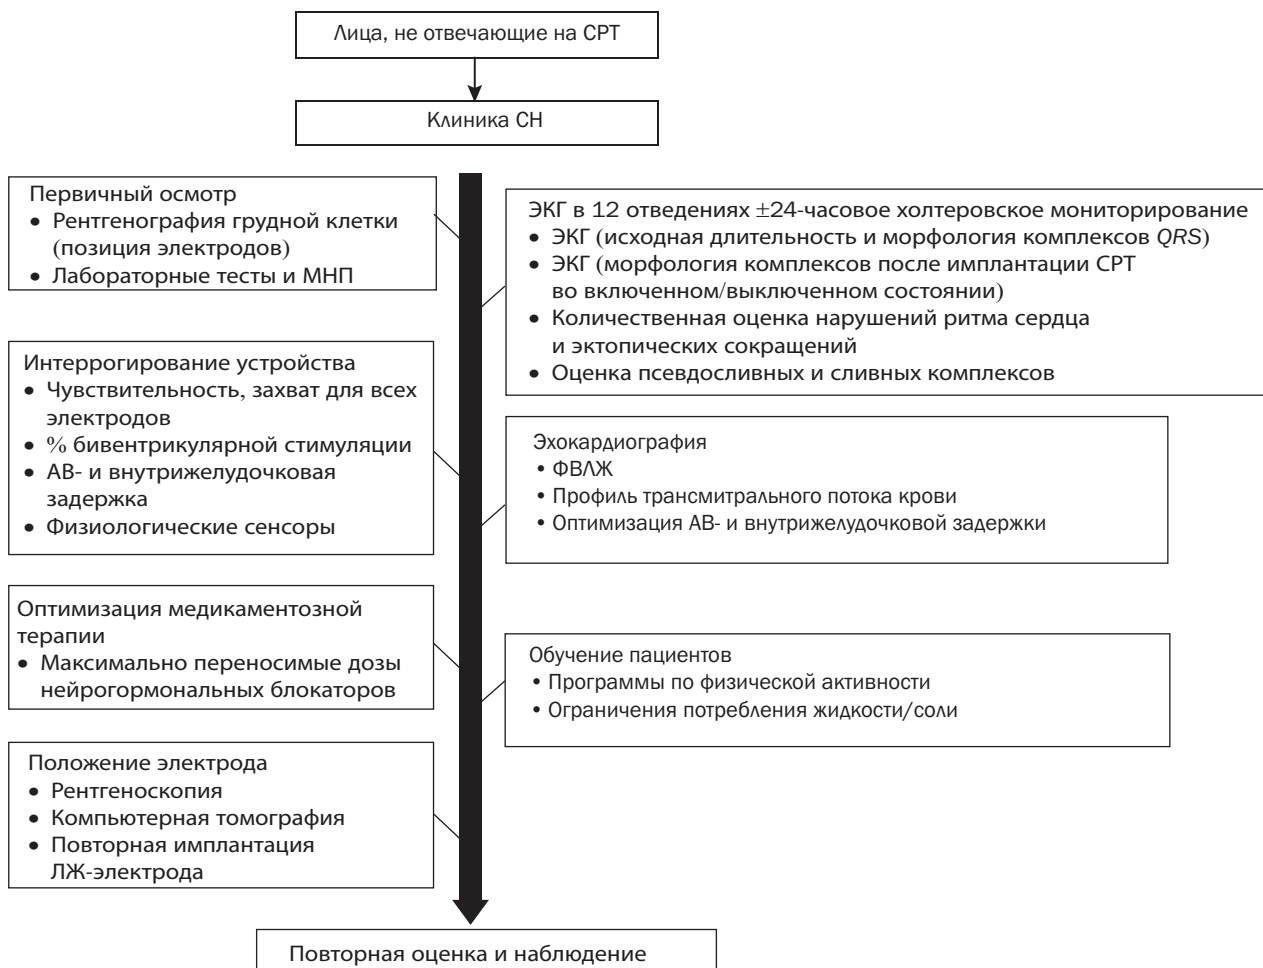 Лица, не отвечающие на СРТ
Клиника СН
Первичный осмотр
• Рентгенография грудной клетки
(позиция электродов)
• Лабораторные тесты и МНП
ЭКГ в 12 отведениях ±24-часовое холтеровское мониторирование
• ЭКГ (исходная длительность и морфология комплексов QRS)
• ЭКГ (морфология комплексов после имплантации СРТ
во включенном/выключенном состоянии)
• Количественная оценка нарушений ритма сердца
и эктопических сокращений
• Оценка псевдосливных и сливных комплексов
Интеррогирование устройства
• Чувствительность, захват для всех
электродов
• % бивентрикулярной стимуляции
• АВ- и внутрижелудочковая
задержка
• Физиологические сенсоры
Эхокардиография
• ФВЛЖ
• Профиль трансмитрального потока крови
• Оптимизация АВ- и внутрижелудочковой задержки
Оптимизация медикаментозной
терапии
• Максимально переносимые дозы
нейрогормональных блокаторов
Обучение пациентов
• Программы по физической активности
• Ограничения потребления жидкости/соли
Положение электрода
• Рентгеноскопия
• Компьютерная томография
• Повторная имплантация
ЛЖ-электрода
Повторная оценка и наблюдение